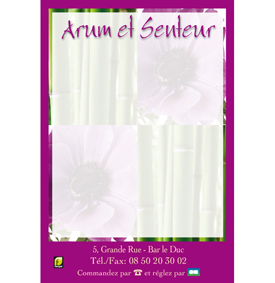 Arum et Senteur
5, Grande Rue - Bar le Duc
Tél./Fax: 08 50 20 30 02
Commandez par ☎ et réglez par